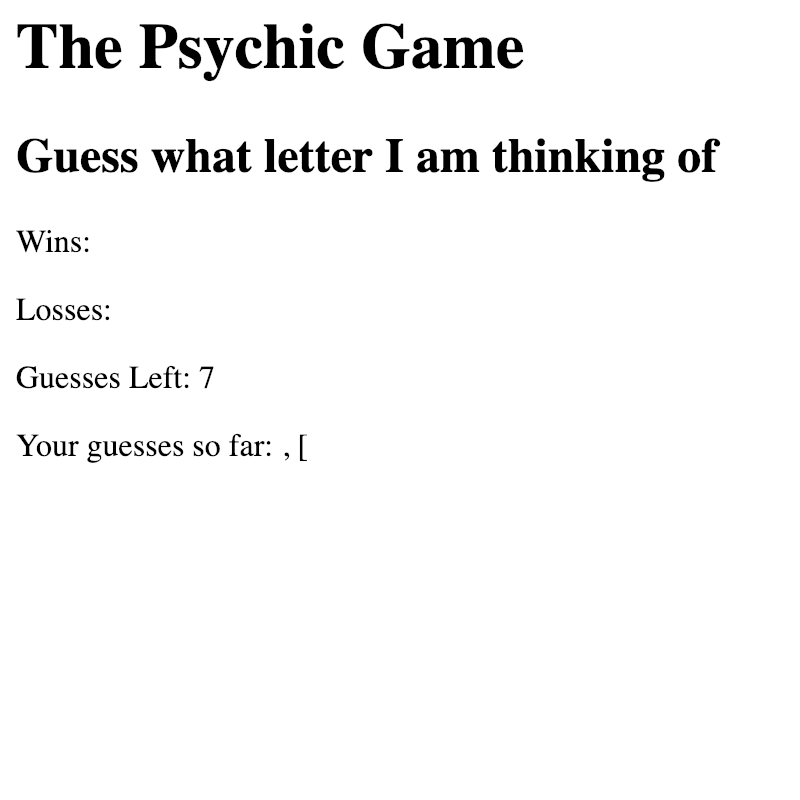 The Psychic Game
Guess what letter I am thinking of
Wins:
Losses:
Guesses Left: 7
Your guesses so far: , [